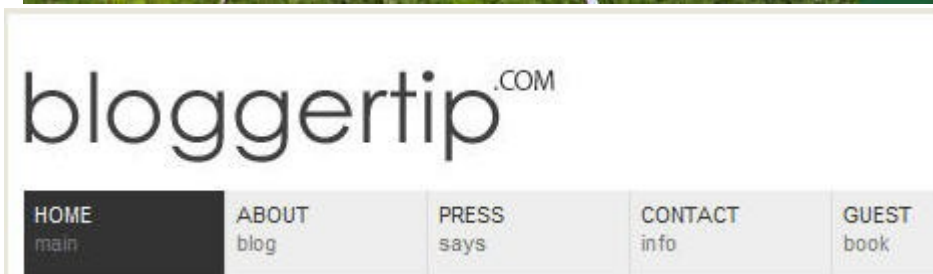 bloggertip.COM
HOME ABOUT PRESS CONTACT GUEST
main blog says info book